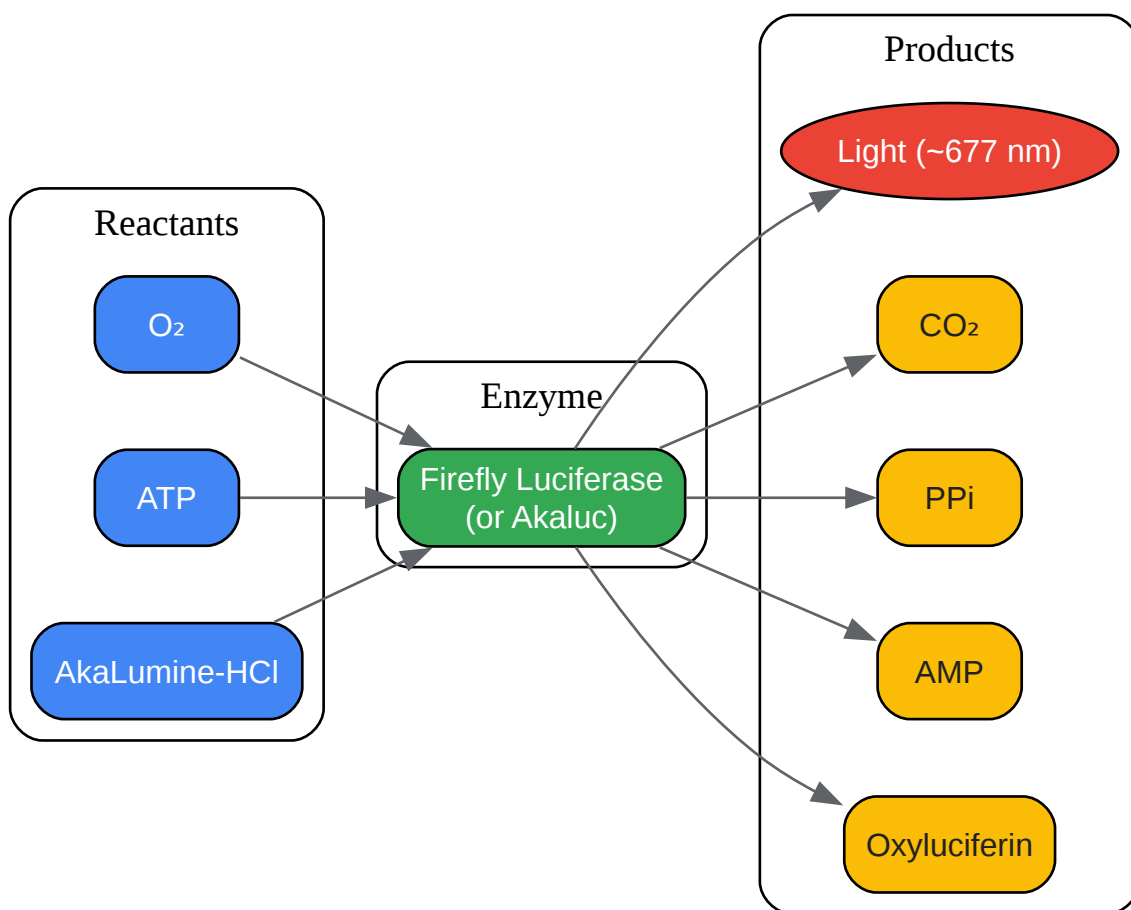 Reactants
O₂
ATP
AkaLumine-HCl
Enzyme
Firefly Luciferase
(or Akaluc)
Products
Light (~677 nm)
CO₂
PPi
AMP
Oxyluciferin